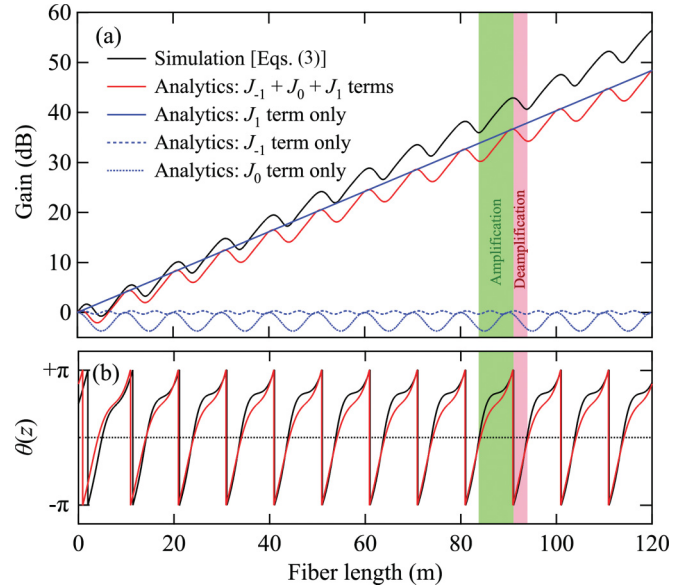 (a)
Simulation [Eqs. (3)]
Analytics: J-1 + J0 + J1 terms
Analytics: J1 term only
Analytics: J-1 term only
Analytics: J0 term only
Gain (dB)
60
50
40
30
20
10
0
Amplification
Deamplification
(b)
θ(z)
+π
-π
0 20 40 60 80 100 120
Fiber length (m)